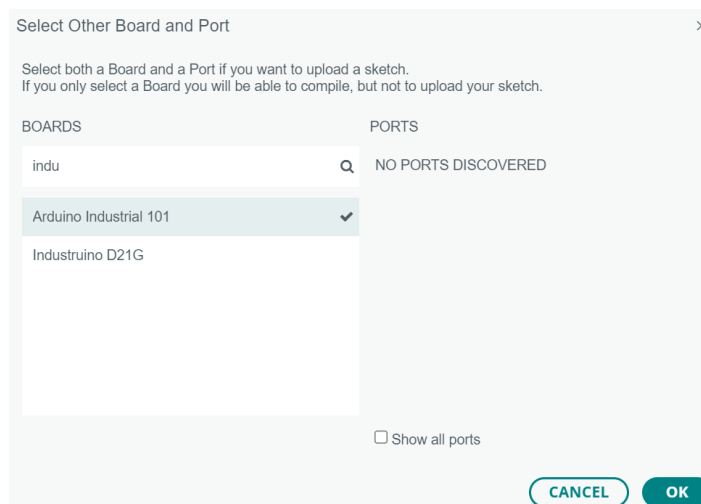 Select Other Board and Port
Select both a Board and a Port if you want to upload a sketch.
If you only select a Board you will be able to compile, but not to upload your sketch.
BOARDS
PORTS
indu
NO PORTS DISCOVERED
Arduino Industrial 101
Industruino D21G
Show all ports
CANCEL
OK